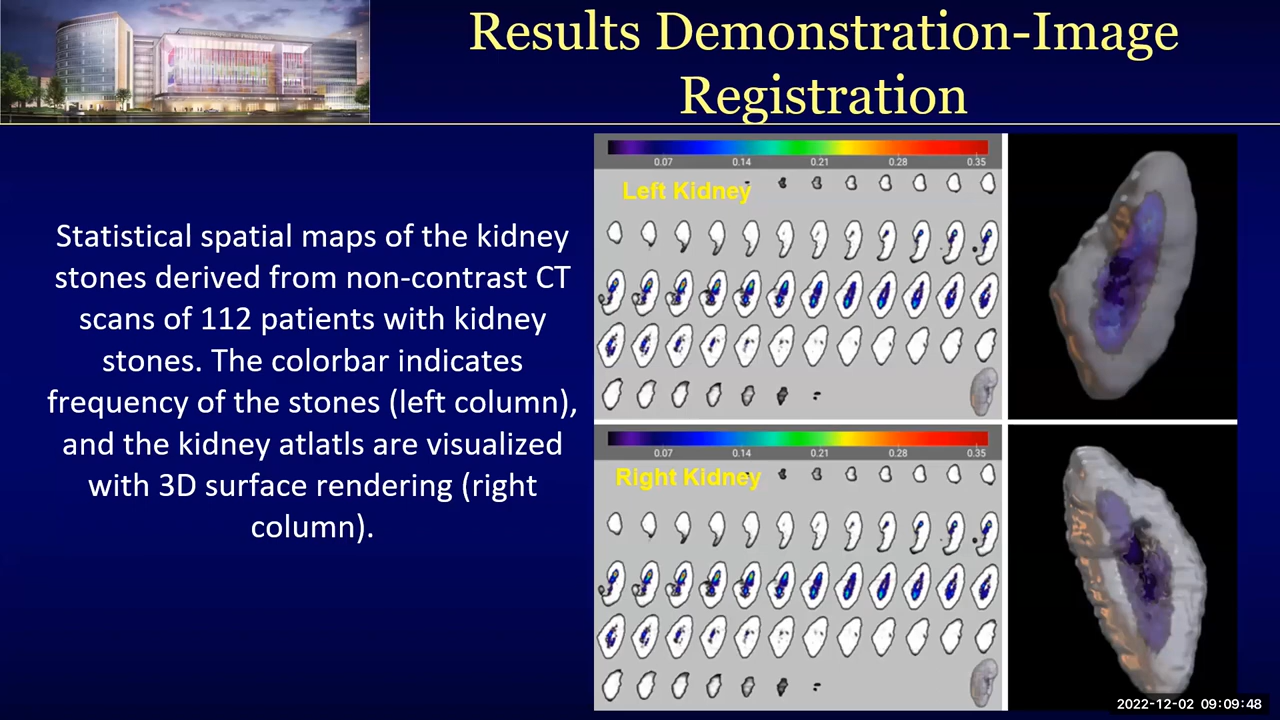 Results Demonstration-Image
Registration
Statistical spatial maps of the kidney
stones derived from non-contrast CT
scans of 112 patients with kidney
stones. The colorbar indicates
frequency of the stones (left column),
and the kidney atlatls are visualized
with 3D surface rendering (right
column).
0.07 0.14 0.21 0.28 0.35
Left Kidney
0.07 0.14 0.21 0.28 0.35
Right Kidney
2022-12-02 09:09:48